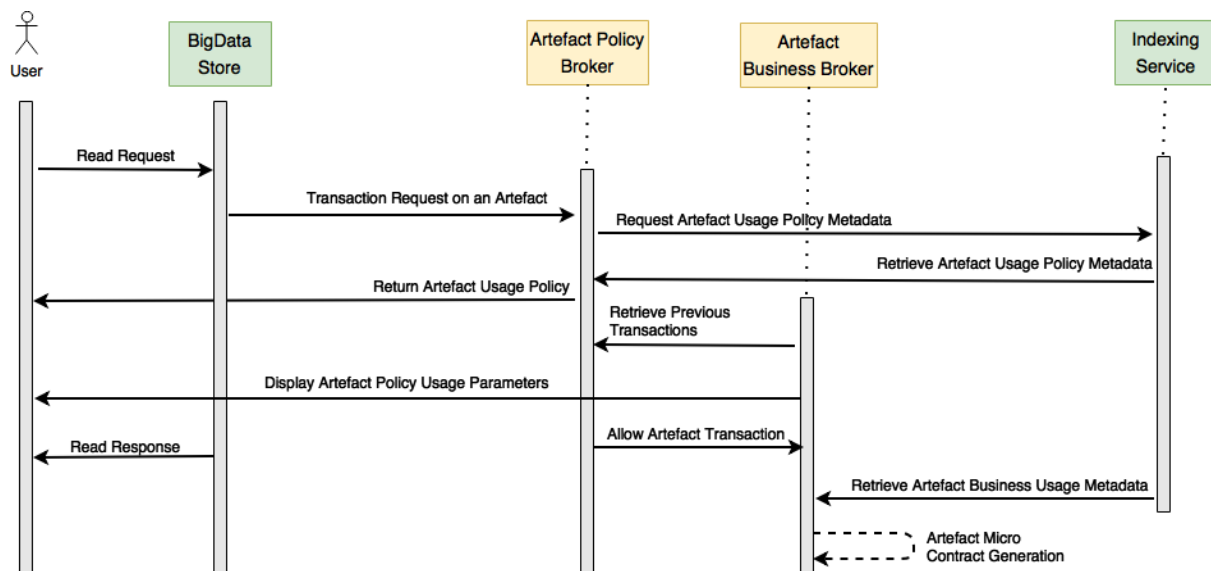 User
BigData
Store
Artefact Policy
Broker
Artefact
Business Broker
Indexing
Service
Read Request
Transaction Request on an Artefact
Request Artefact Usage Policy Metadata
Retrieve Artefact Usage Policy Metadata
Return Artefact Usage Policy
Retrieve Previous
Transactions
Display Artefact Policy Usage Parameters
Allow Artefact Transaction
Read Response
Retrieve Artefact Business Usage Metadata
Artefact Micro
Contract Generation